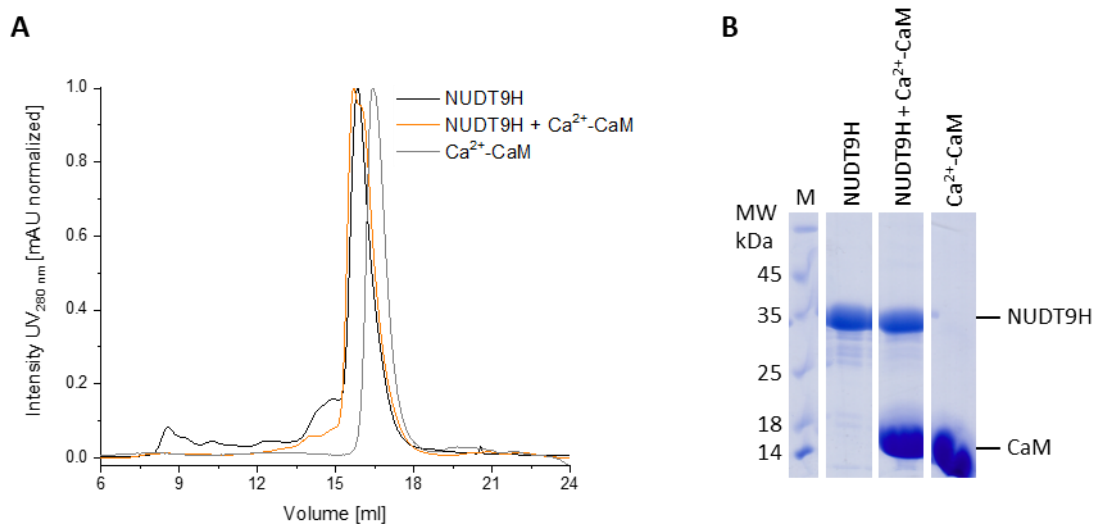 A
Intensity UV280 nm [mAU normalized]
1.0
0.8
0.6
0.4
0.2
0.0
6
9
12
15
18
21
24
Volume [ml]
NUDT9H
NUDT9H + Ca2+-CaM
Ca2+-CaM
B
M
NUDT9H
NUDT9H + Ca2+-CaM
Ca2+-CaM
MW
kDa
45
35
25
18
14
NUDT9H
CaM